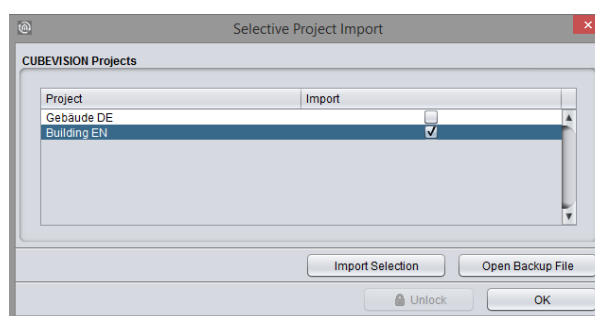 Selective Project Import
CUBEVISION Projects
Project Import
Gebäude DE
Building EN
Import Selection Open Backup File
Unlock OK